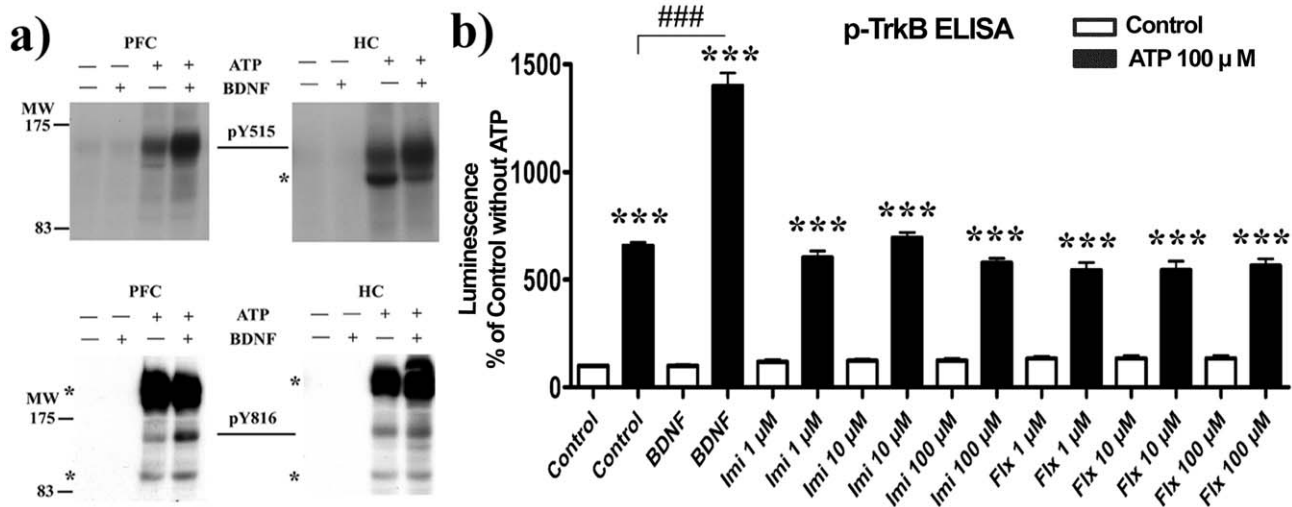 a)
PFC
— — + + ATP
— + — + BDNF
HC
— — + +
— + — +
MW
175
pY515
*
83
PFC
— — + + ATP
— + — + BDNF
HC
— — + +
— + — +
*
*
MW
175
pY816
*
*
83
b)
p-TrkB ELISA
Control
ATP 100 µ M
###
***
***
***
***
***
***
***
***
Luminescence
% of Control without ATP
1500
1000
500
0
Control
Control
BDNF
BDNF
Imi 1 µM
Imi 1 µM
Imi 10 µM
Imi 10 µM
Imi 100 µM
Imi 100 µM
Flx 1 µM
Flx 1 µM
Flx 10 µM
Flx 10 µM
Flx 100 µM
Flx 100 µM